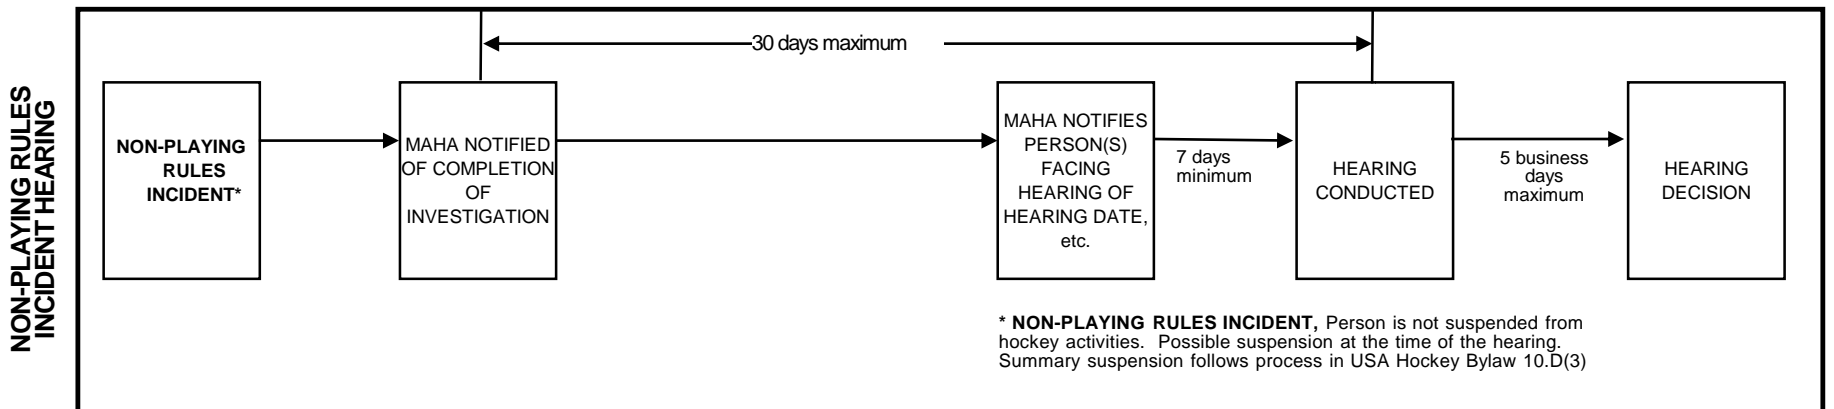 NON-PLAYING RULES
INCIDENT HEARING
30 days maximum
NON-PLAYING
RULES
INCIDENT*
MAHA NOTIFIED
OF COMPLETION
OF
INVESTIGATION
MAHA NOTIFIES
PERSON(S)
FACING
HEARING OF
HEARING DATE,
etc.
7 days
minimum
HEARING
CONDUCTED
5 business
days
maximum
HEARING
DECISION
* NON-PLAYING RULES INCIDENT, Person is not suspended from
hockey activities. Possible suspension at the time of the hearing.
Summary suspension follows process in USA Hockey Bylaw 10.D(3)